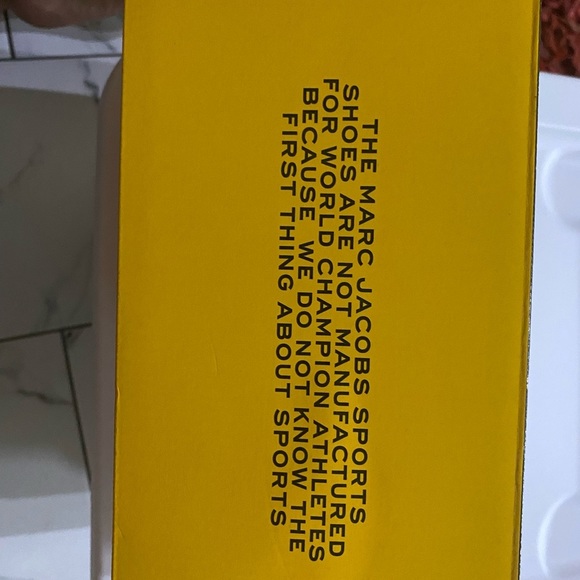 THE MARC JACOBS SPORTS
SHOES ARE NOT MANUFACTURED
FOR WORLD CHAMPION ATHLETES
BECAUSE WE DO NOT KNOW THE
FIRST THING ABOUT SPORTS